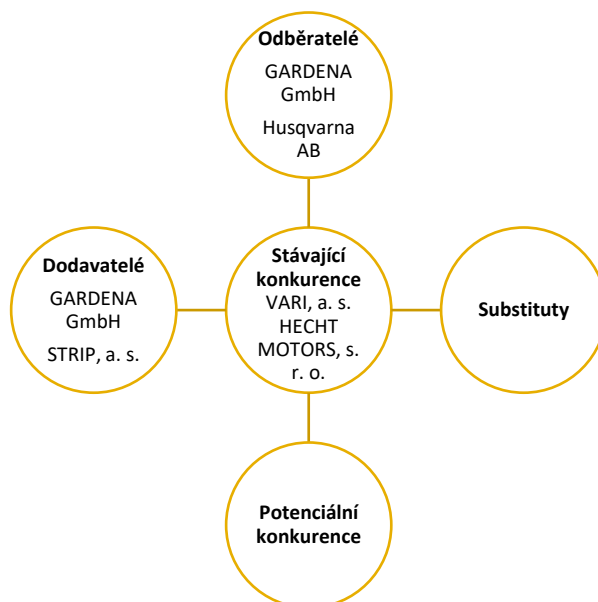 Odběratelé
GARDENA
GmbH
Husqvarna
AB
Dodavatelé
GARDENA
GmbH
STRIP, a. s.
Stávající
konkurence
VARI, a. s.
HECHT
MOTORS, s.
r. o.
Substituty
Potenciální
konkurence